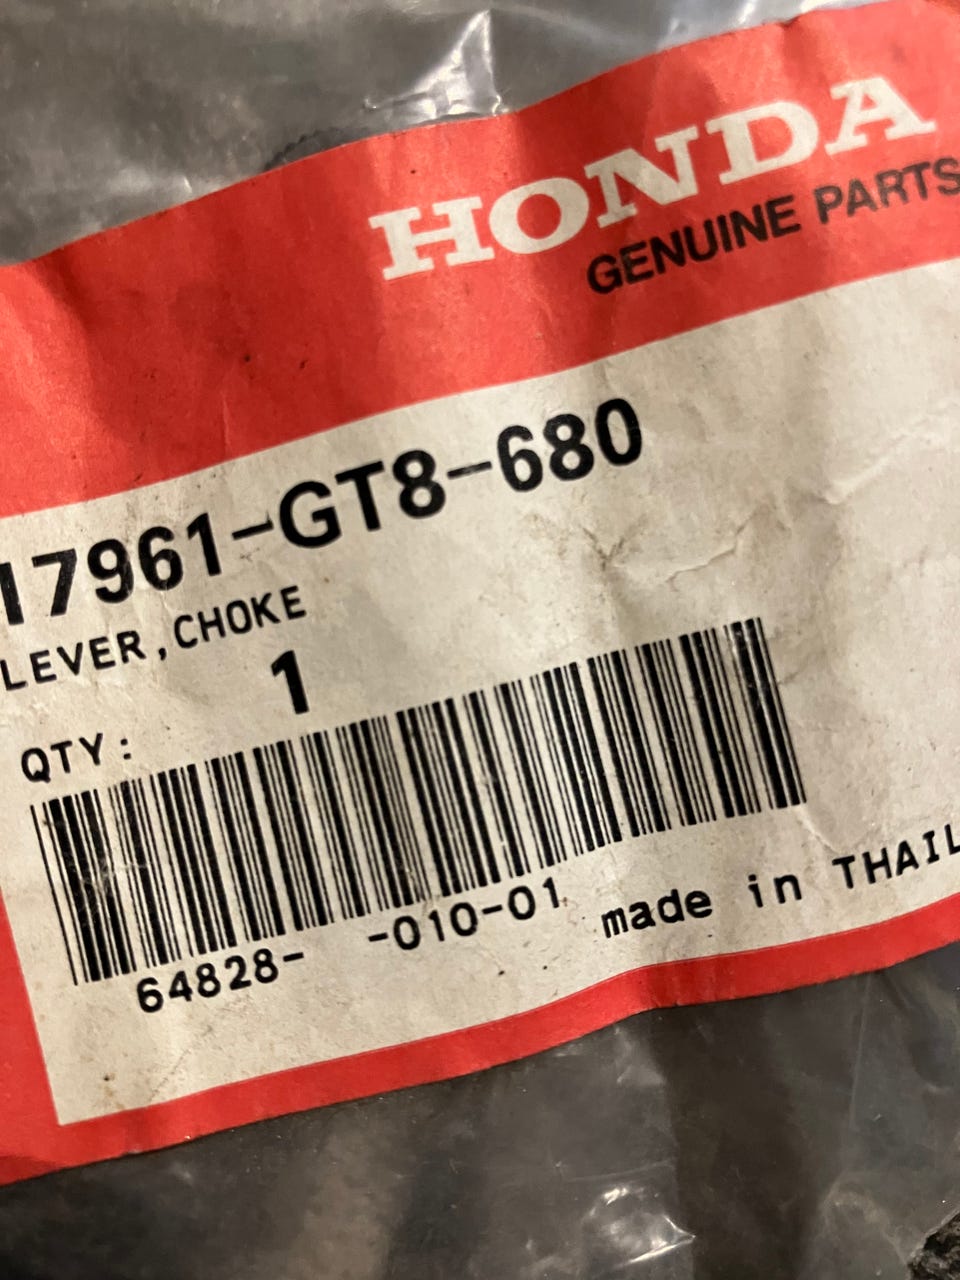 HONDA
GENUINE PARTS
17961-GT8-680
LEVER,CHOKE
1
QTY:
64828-  -010-01
made in THAIL